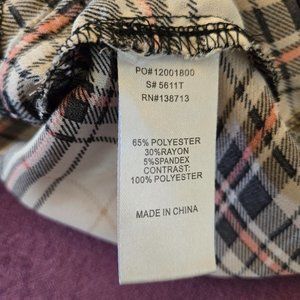 PO#12001800
S# 5611T
RN#138713
65% POLYESTER
30%RAYON
5%SPANDEX
CONTRAST:
100% POLYESTER
MADE IN CHINA